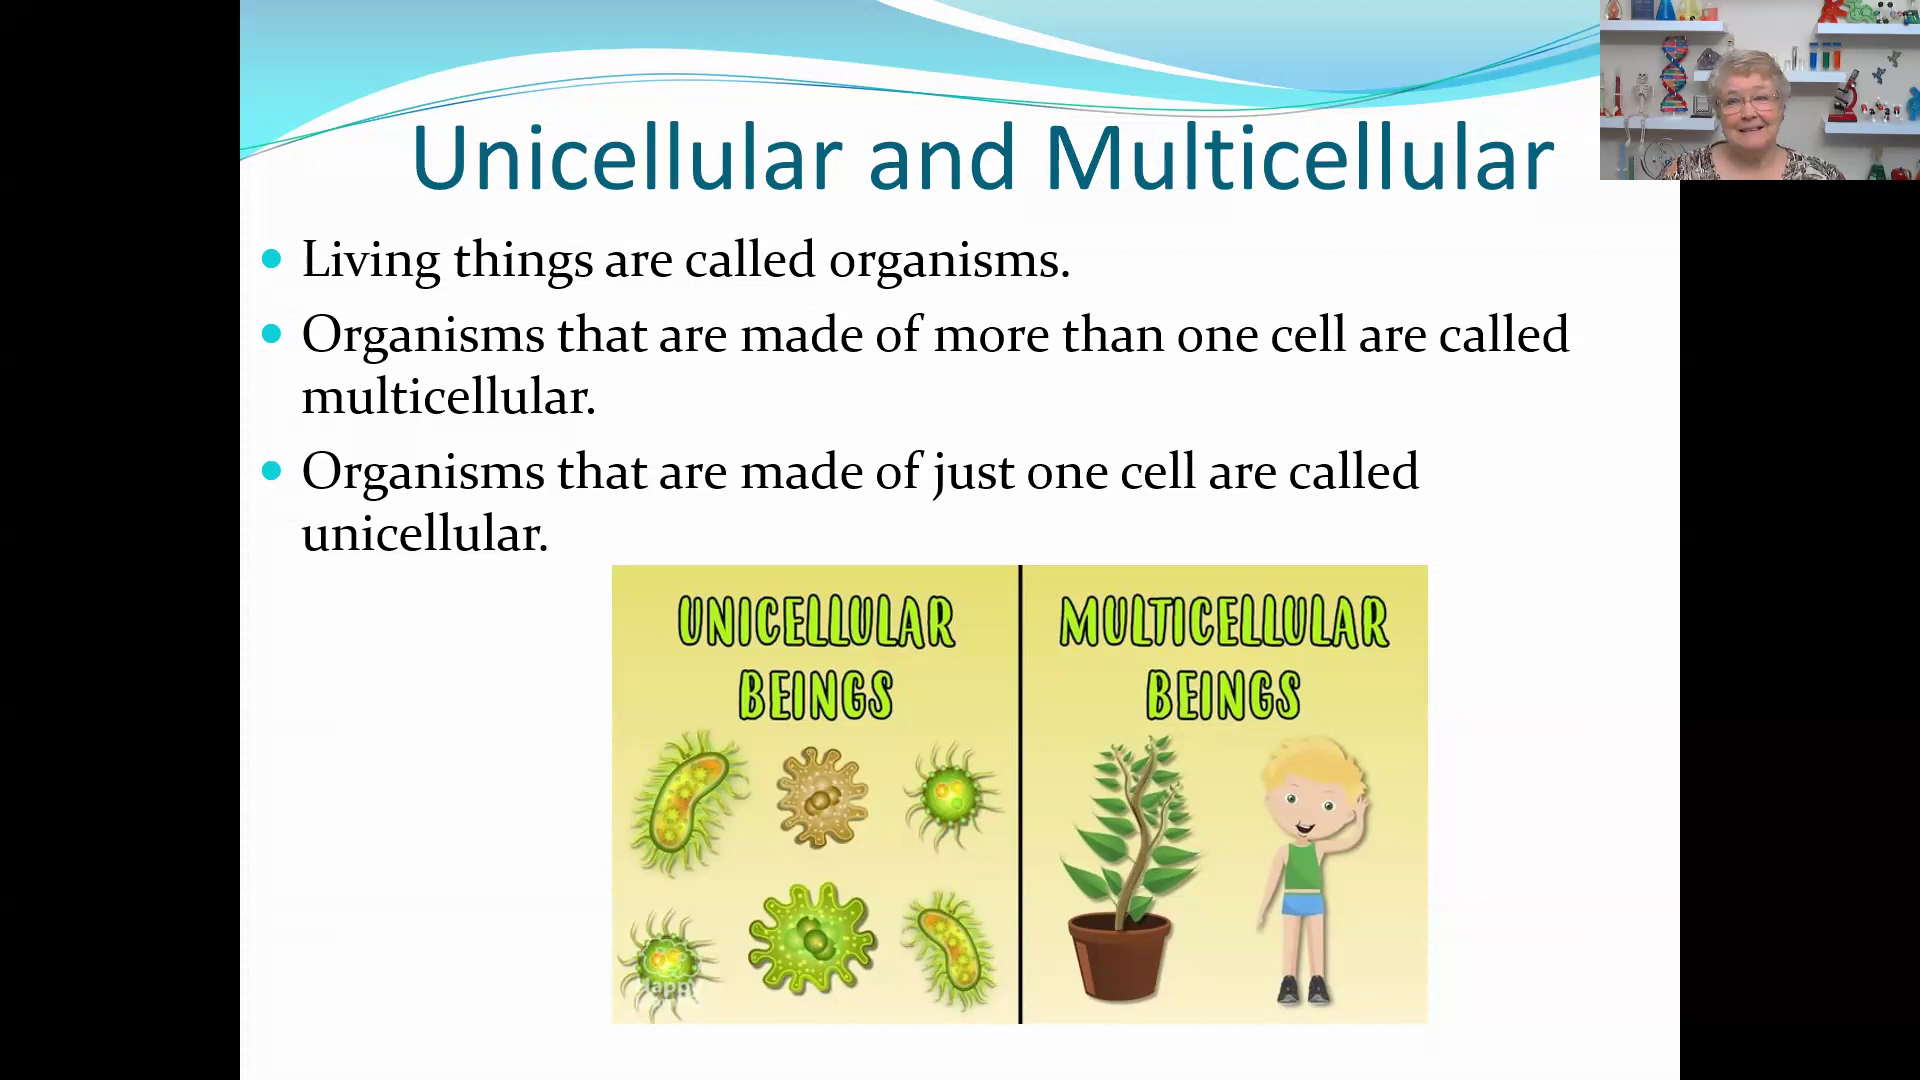 Unicellular and Multicellular
Living things are called organisms.
Organisms that are made of more than one cell are called
multicellular.
Organisms that are made of just one cell are called
unicellular.
UNICELLULAR
BEINGS
MULTICELLULAR
BEINGS
Happy